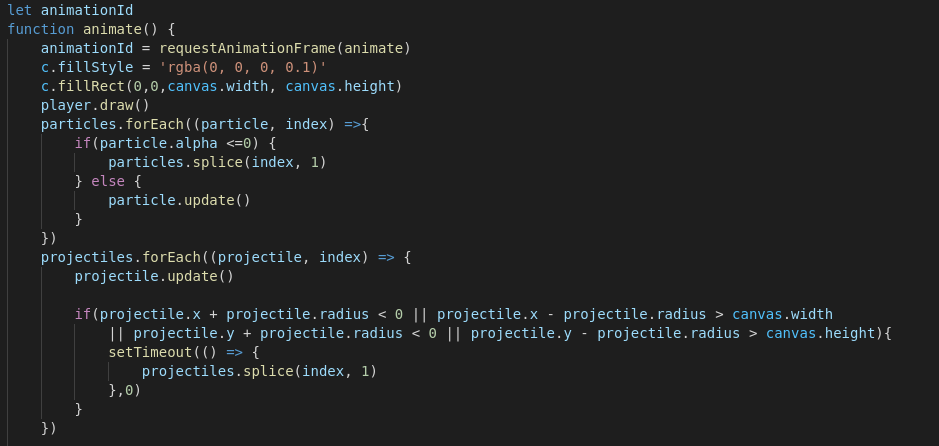 let animationId
function animate() {
    animationId = requestAnimationFrame(animate)
    c.fillStyle = 'rgba(0, 0, 0, 0.1)'
    c.fillRect(0,0,canvas.width, canvas.height)
    player.draw()
    particles.forEach((particle, index) =>{
        if(particle.alpha <=0) {
            particles.splice(index, 1)
        } else {
            particle.update()
        }
    })
    projectiles.forEach((projectile, index) => {
        projectile.update()

        if(projectile.x + projectile.radius < 0 || projectile.x - projectile.radius > canvas.width
            || projectile.y + projectile.radius < 0 || projectile.y - projectile.radius > canvas.height){
            setTimeout(() => {
                projectiles.splice(index, 1)
            },0)
        }
    })